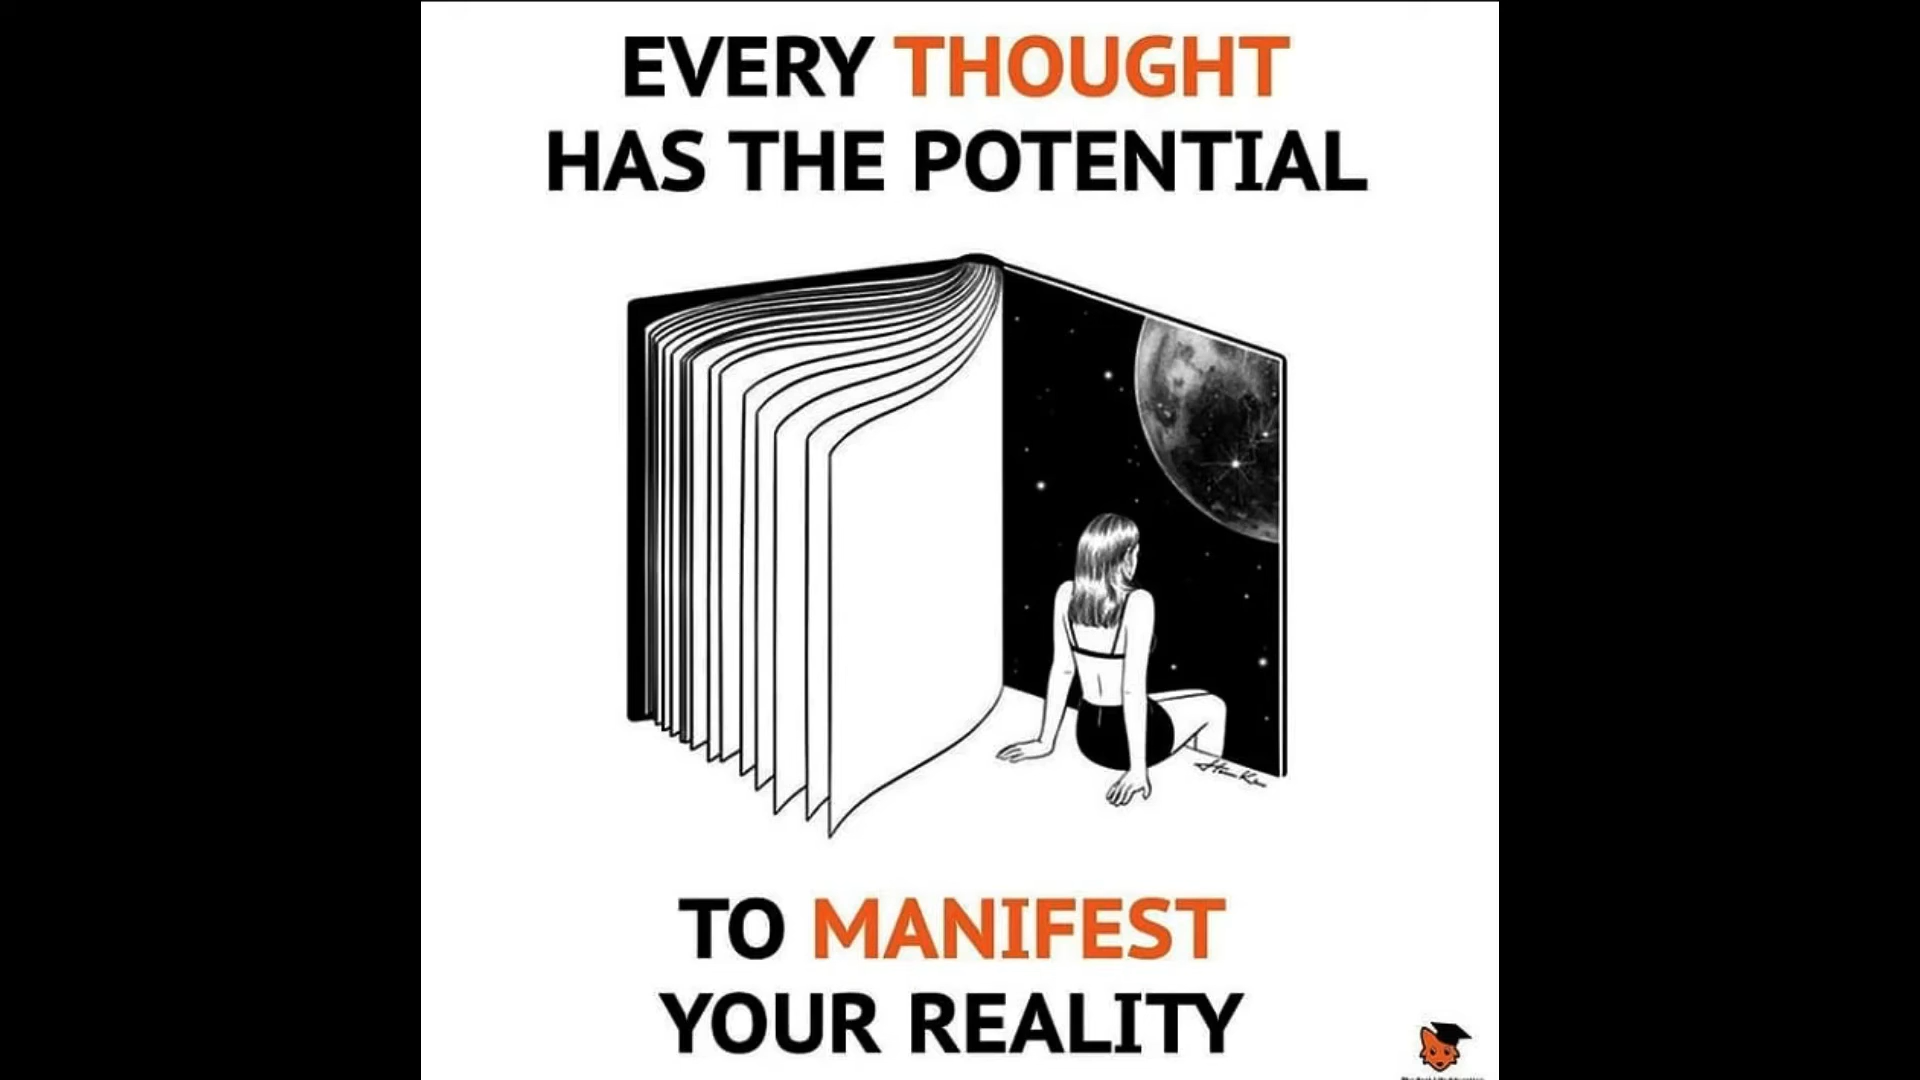 EVERY THOUGHT
HAS THE POTENTIAL
TO MANIFEST
YOUR REALITY